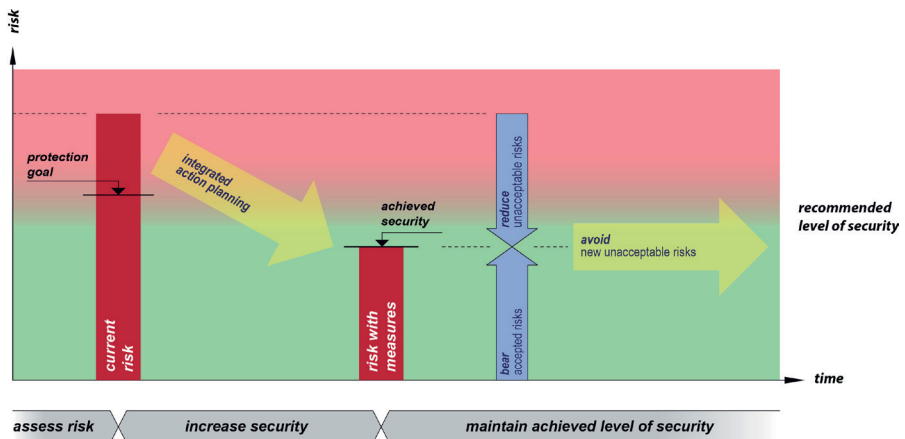 risk
protection
goal
integrated
action planning
achieved
security
reduce
unacceptable risks
recommended
level of security
avoid
new unacceptable risks
current
risk
risk with
measures
bear
accepted risks
time
assess risk
increase security
maintain achieved level of security